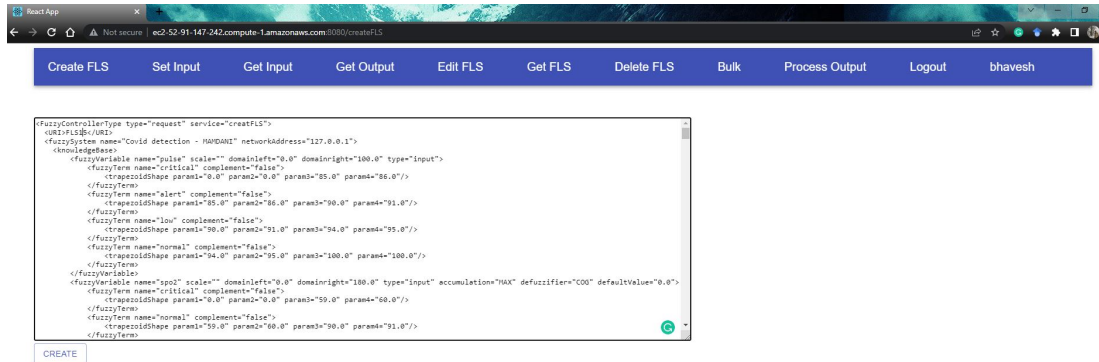 React App
Not secure | ec2-52-91-147-242.compute-1.amazonaws.com:8080/createFLS
Create FLS Set Input Get Input Get Output Edit FLS Get FLS Delete FLS Bulk Process Output Logout bhavesh
<FuzzyControllerType type="request" service="creatFLS">
<URI>FLS15</URI>
<fuzzySystem name="Covid detection - MAMDANI" networkAddress="127.0.0.1">
<knowledgeBase>
<fuzzyVariable name="pulse" scale="" domainleft="0.0" domainright="100.0" type="input">
<fuzzyTerm name="critical" complement="false">
<trapezoidShape param1="0.0" param2="0.0" param3="85.0" param4="86.0"/>
</fuzzyTerm>
<fuzzyTerm name="alert" complement="false">
<trapezoidShape param1="85.0" param2="86.0" param3="90.0" param4="91.0"/>
</fuzzyTerm>
<fuzzyTerm name="low" complement="false">
<trapezoidShape param1="90.0" param2="91.0" param3="94.0" param4="95.0"/>
</fuzzyTerm>
<fuzzyTerm name="normal" complement="false">
<trapezoidShape param1="94.0" param2="95.0" param3="100.0" param4="100.0"/>
</fuzzyTerm>
</fuzzyVariable>
<fuzzyVariable name="spo2" scale="" domainleft="0.0" domainright="180.0" type="input" accumulation="MAX" defuzzifier="COG" defaultValue="0.0">
<fuzzyTerm name="critical" complement="false">
<trapezoidShape param1="0.0" param2="0.0" param3="59.0" param4="60.0"/>
</fuzzyTerm>
<fuzzyTerm name="normal" complement="false">
<trapezoidShape param1="59.0" param2="60.0" param3="90.0" param4="91.0"/>
</fuzzyTerm>
CREATE